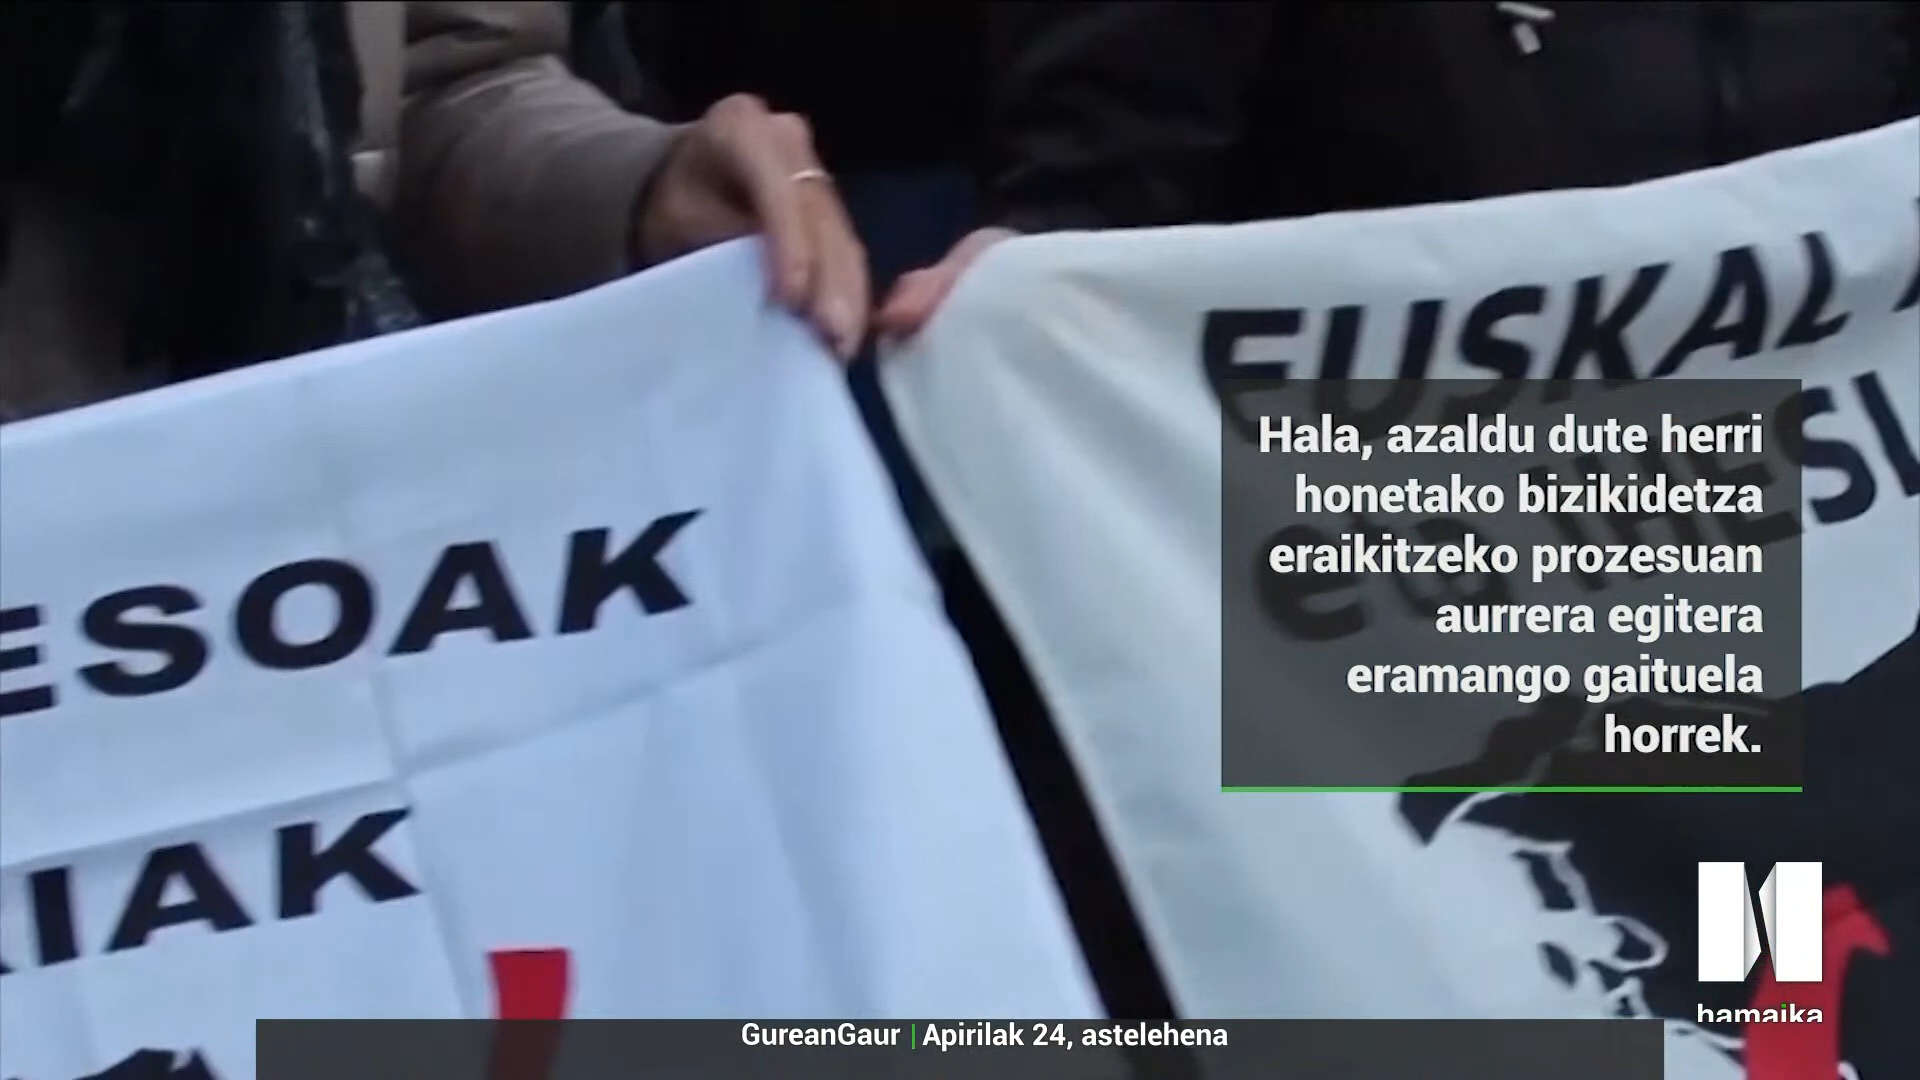 EUSKAL
ESOAK
IAK
Hala, azaldu dute herri
honetako bizikidetza
eraikitzeko prozesuan
aurrera egitera
eramango gaituela
horrek.
hamaika
GureanGaur | Apirilak 24, astelehena